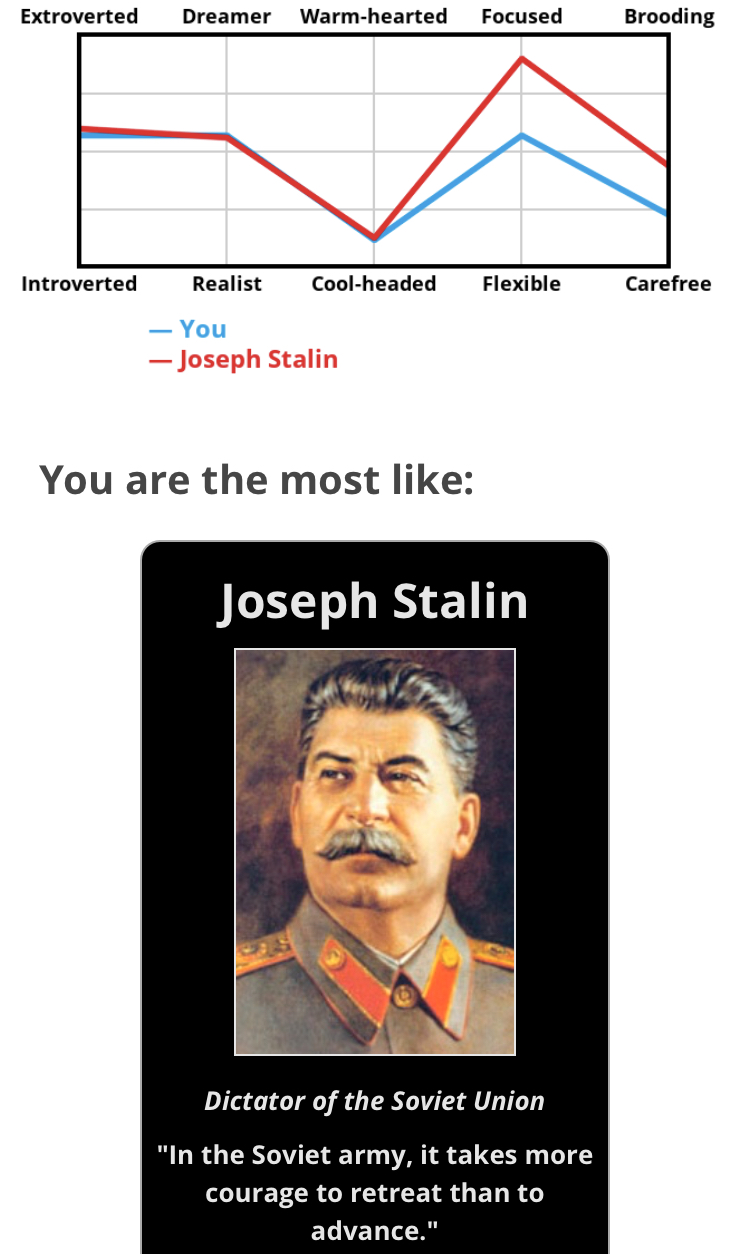 Extroverted Dreamer Warm-hearted Focused Brooding
Introverted Realist Cool-headed Flexible Carefree
— You
— Joseph Stalin
You are the most like:
Joseph Stalin
Dictator of the Soviet Union
"In the Soviet army, it takes more
courage to retreat than to
advance."